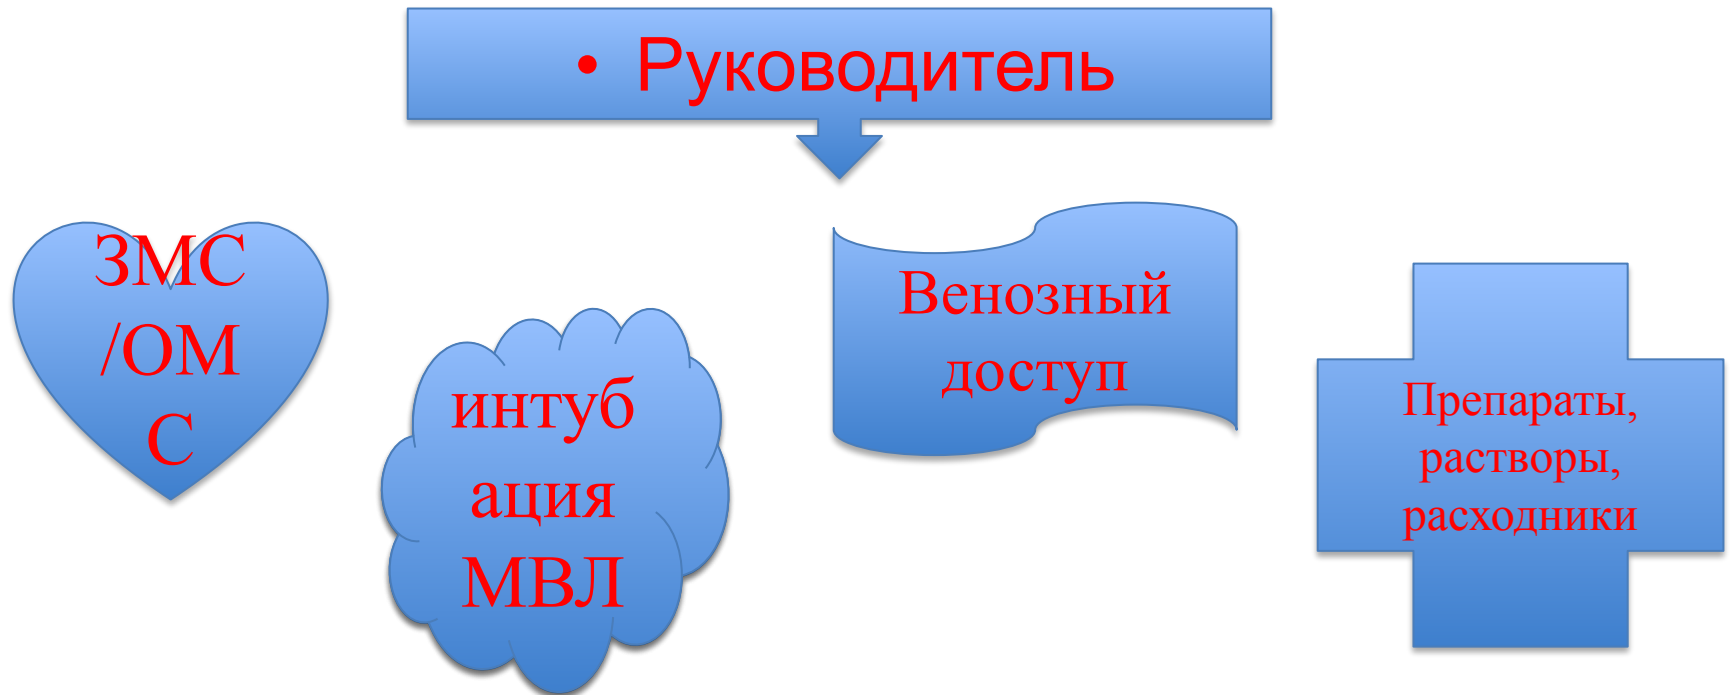 • Руководитель
ЗМС
/ОМ
С
интуб
ация
МВЛ
Венозный
доступ
Препараты,
растворы,
расходники